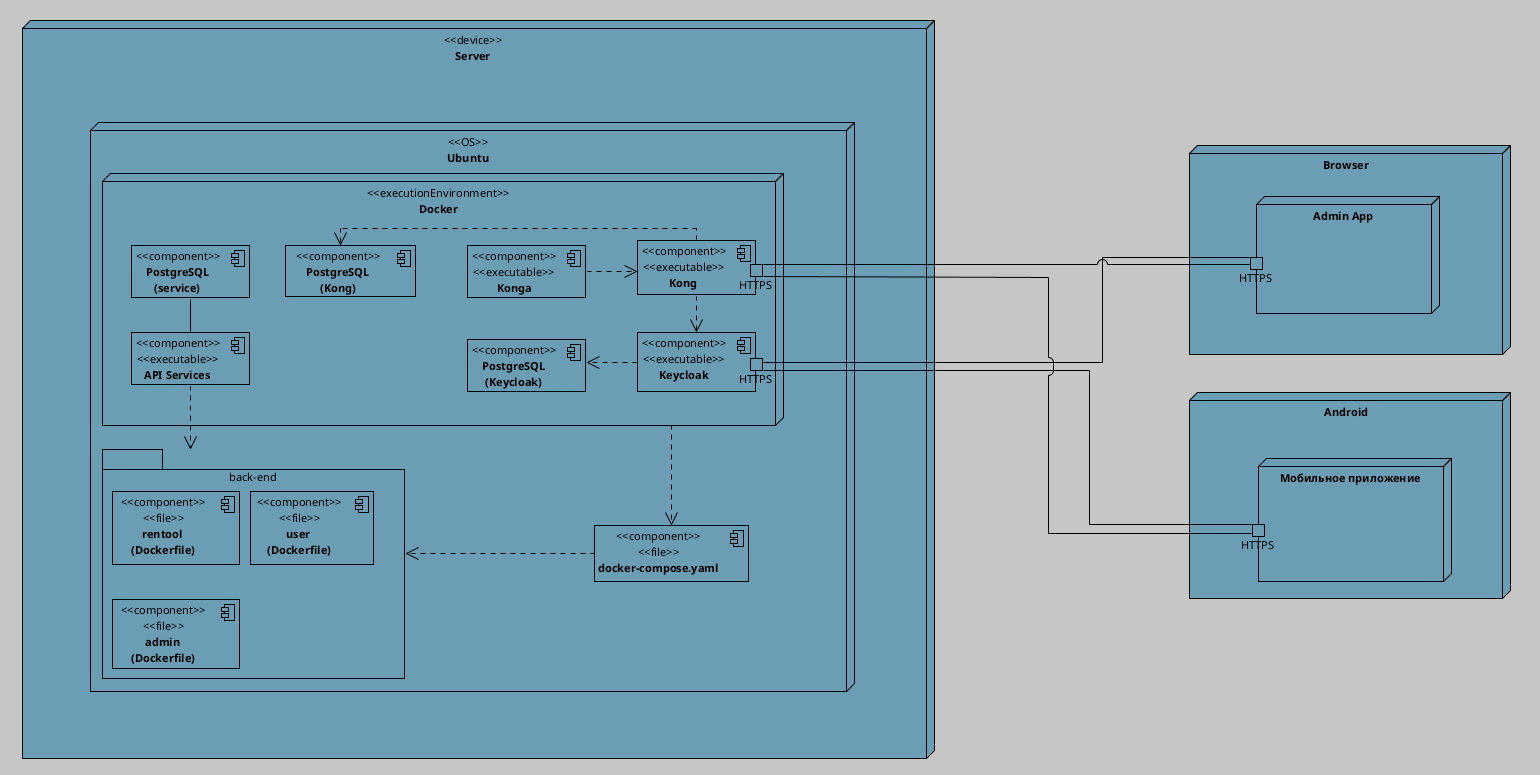 <<device>>
Server
<<OS>>
Ubuntu
<<executionEnvironment>>
Docker
<<component>>
PostgreSQL
(service)
<<component>>
PostgreSQL
(Kong)
<<component>>
<<executable>>
Konga
<<component>>
<<executable>>
Kong
HTTPS
<<component>>
<<executable>>
API Services
<<component>>
PostgreSQL
(Keycloak)
<<component>>
<<executable>>
Keycloak
HTTPS
back-end
<<component>>
<<file>>
rentool
(Dockerfile)
<<component>>
<<file>>
user
(Dockerfile)
<<component>>
<<file>>
admin
(Dockerfile)
<<component>>
<<file>>
docker-compose.yaml
Browser
Admin App
HTTPS
Android
Мобильное приложение
HTTPS